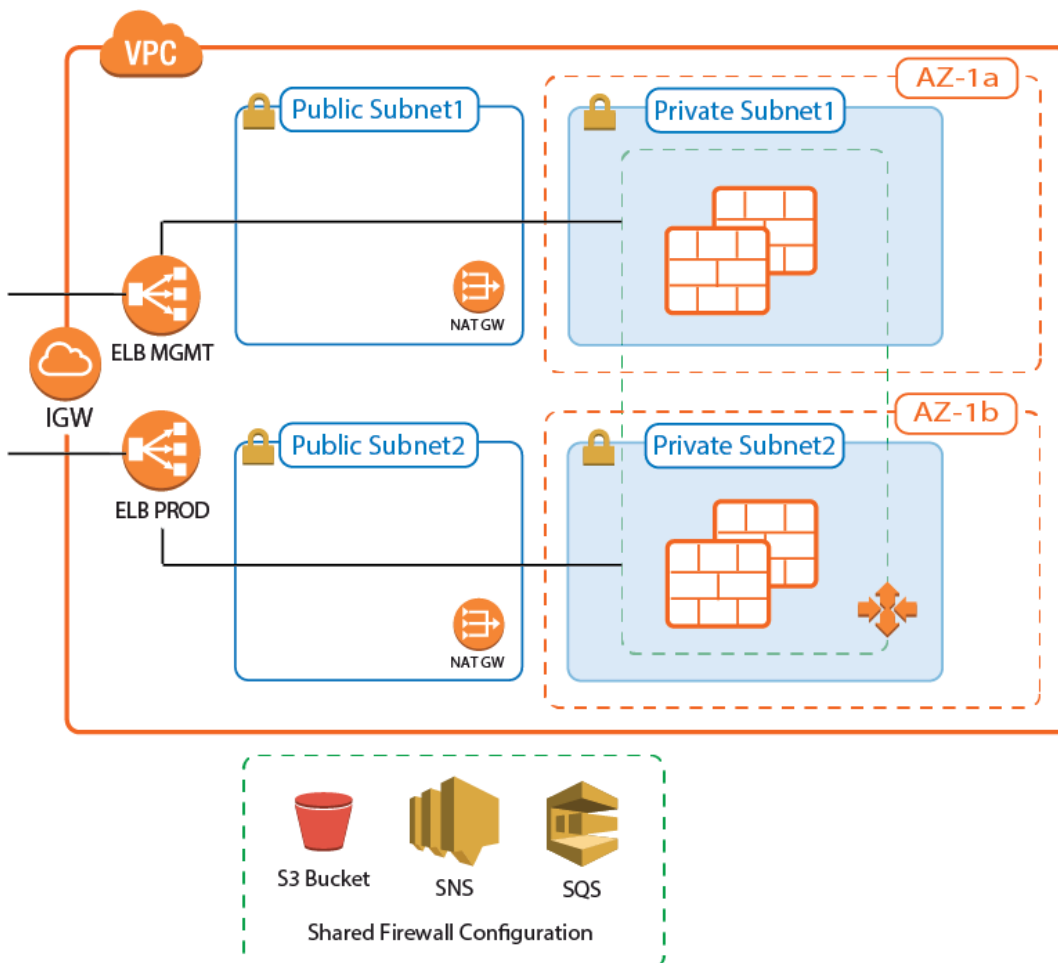 VPC
AZ-1a
Public Subnet1
Private Subnet1
NAT GW
ELB MGMT
IGW
AZ-1b
Public Subnet2
Private Subnet2
ELB PROD
NAT GW
S3 Bucket
SNS
SQS
Shared Firewall Configuration